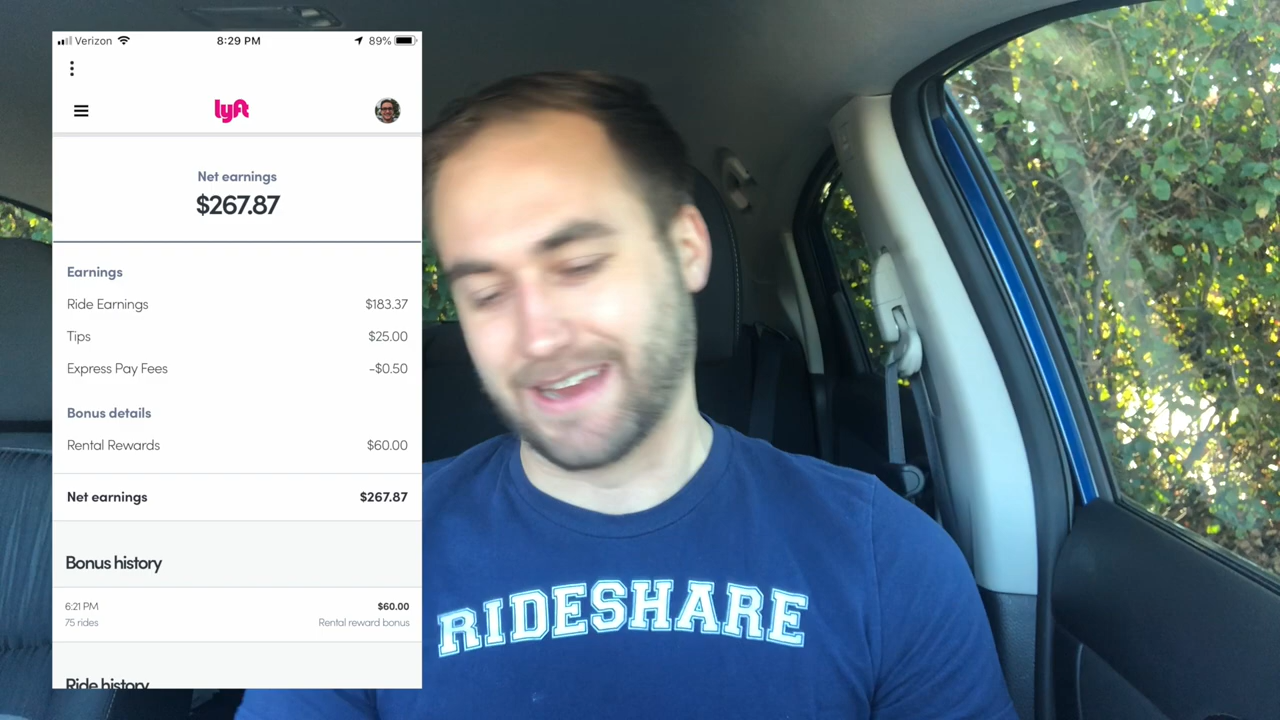 Verizon 8:29 PM 89%
lyft
Net earnings
$267.87
Earnings
Ride Earnings $183.37
Tips $25.00
Express Pay Fees -$0.50
Bonus details
Rental Rewards $60.00
Net earnings $267.87
Bonus history
6:21 PM $60.00
75 rides Rental reward bonus
Ride history
RIDESHARE